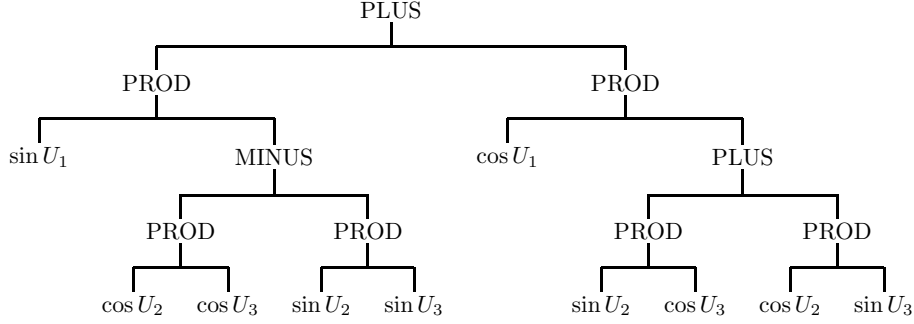 PLUS
PROD PROD
sin U₁ MINUS cos U₁ PLUS
PROD PROD PROD PROD
cos U₂ cos U₃ sin U₂ sin U₃ sin U₂ cos U₃ cos U₂ sin U₃